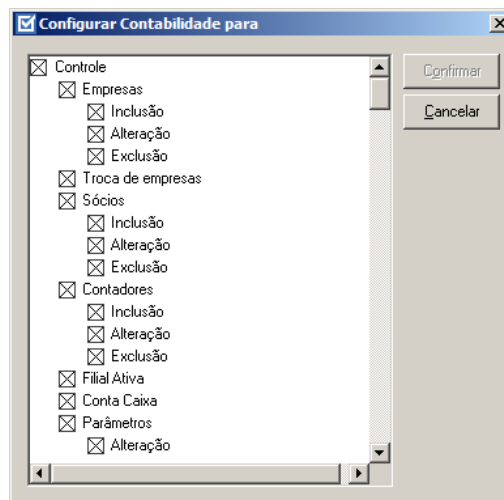 Configurar Contabilidade para
Controle
Empresas
Inclusão
Alteração
Exclusão
Troca de empresas
Sócios
Inclusão
Alteração
Exclusão
Contadores
Inclusão
Alteração
Exclusão
Filial Ativa
Conta Caixa
Parâmetros
Alteração
Confirmar
Cancelar